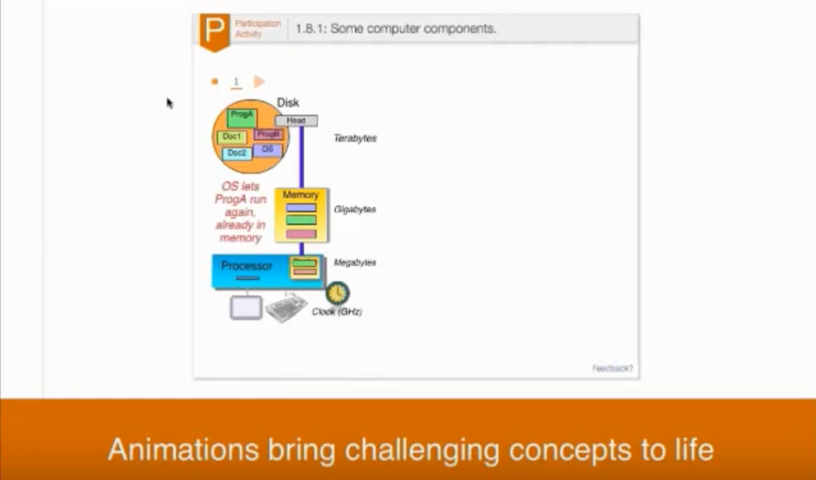 P
Participation
Activity
1.8.1: Some computer components.
1
Disk
ProgA
Head
Doc1
ProgB
Doc2
OS
Terabytes
OS lets
ProgA run
again,
already in
memory
Memory
Gigabytes
Processor
Megabytes
Clock (GHz)
Feedback?
Animations bring challenging concepts to life